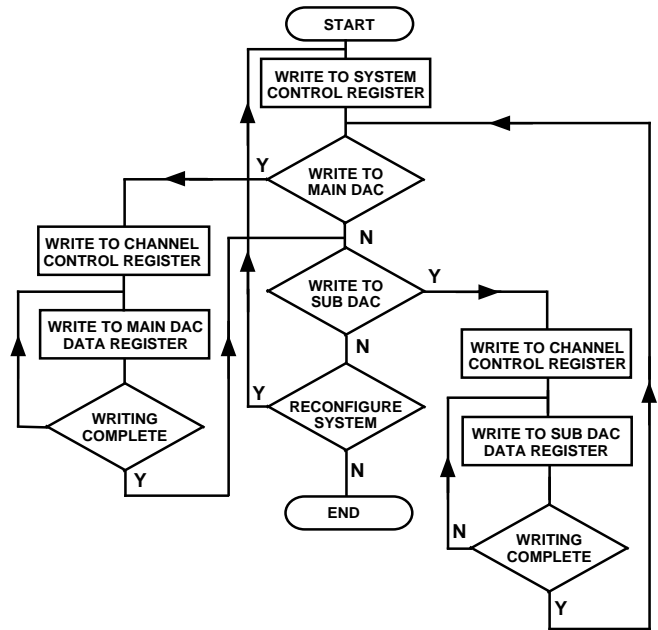 START
WRITE TO SYSTEM
CONTROL REGISTER
Y
WRITE TO
MAIN DAC
N
WRITE TO CHANNEL
CONTROL REGISTER
WRITE TO
SUB DAC
Y
WRITE TO MAIN DAC
DATA REGISTER
N
WRITE TO CHANNEL
CONTROL REGISTER
Y
RECONFIGURE
SYSTEM
WRITING
COMPLETE
WRITE TO SUB DAC
DATA REGISTER
Y
N
END
N
WRITING
COMPLETE
Y